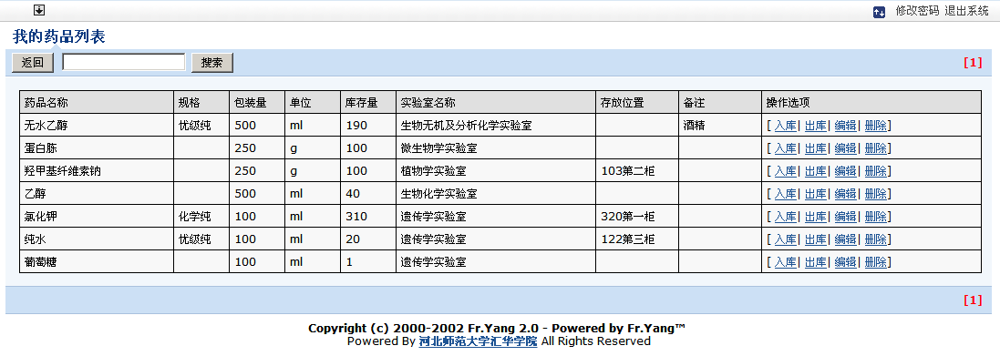 修改密码 退出系统
我的药品列表
返回 搜索 [1]
药品名称 规格 包装量 单位 库存量 实验室名称 存放位置 备注 操作选项
无水乙醇 优级纯 500 ml 190 生物无机及分析化学实验室 酒精 [ 入库| 出库| 编辑| 删除]
蛋白胨 250 g 100 微生物学实验室 [ 入库| 出库| 编辑| 删除]
羟甲基纤维素钠 250 g 100 植物学实验室 103第二柜 [ 入库| 出库| 编辑| 删除]
乙醇 500 ml 40 生物化学实验室 [ 入库| 出库| 编辑| 删除]
氯化钾 化学纯 100 ml 310 遗传学实验室 320第一柜 [ 入库| 出库| 编辑| 删除]
纯水 优级纯 100 ml 20 遗传学实验室 122第三柜 [ 入库| 出库| 编辑| 删除]
葡萄糖 100 ml 1 遗传学实验室 [ 入库| 出库| 编辑| 删除]
[1]
Copyright (c) 2000-2002 Fr.Yang 2.0 - Powered by Fr.Yang™
Powered By 河北师范大学汇华学院 All Rights Reserved